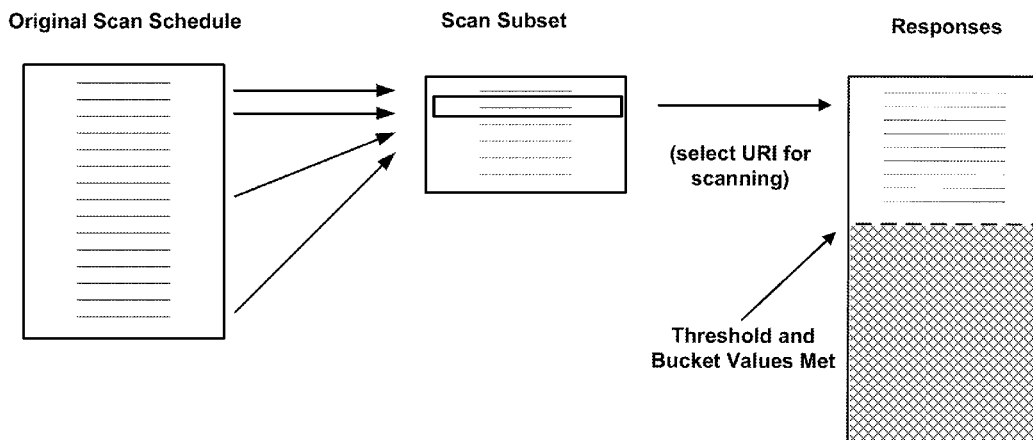 Original Scan Schedule
Scan Subset
Responses
(select URI for
scanning)
Threshold and
Bucket Values Met